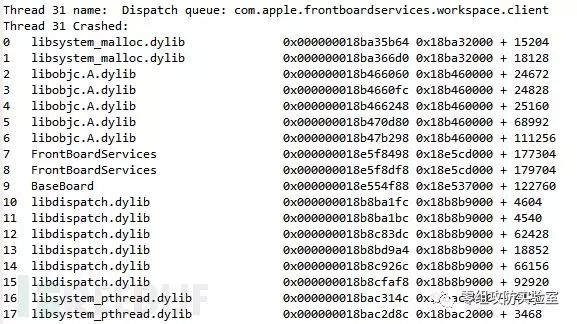 Thread 31 name:  Dispatch queue: com.apple.frontboardservices.workspace.client
Thread 31 Crashed:
0   libsystem_malloc.dylib   0x000000018ba35b64 0x18ba32000 + 15204
1   libsystem_malloc.dylib   0x000000018ba366d0 0x18ba32000 + 18128
2   libobjc.A.dylib   0x000000018b466060 0x18b460000 + 24672
3   libobjc.A.dylib   0x000000018b4660fc 0x18b460000 + 24828
4   libobjc.A.dylib   0x000000018b466248 0x18b460000 + 25160
5   libobjc.A.dylib   0x000000018b470d80 0x18b460000 + 68992
6   libobjc.A.dylib   0x000000018b47b298 0x18b460000 + 111256
7   FrontBoardServices   0x000000018e5f8498 0x18e5cd000 + 177304
8   FrontBoardServices   0x000000018e5f8df8 0x18e5cd000 + 179704
9   BaseBoard   0x000000018e554f88 0x18e537000 + 122760
10  libdispatch.dylib   0x000000018b8ba1fc 0x18b8b9000 + 4604
11  libdispatch.dylib   0x000000018b8ba1bc 0x18b8b9000 + 4540
12  libdispatch.dylib   0x000000018b8c83dc 0x18b8b9000 + 62428
13  libdispatch.dylib   0x000000018b8bd9a4 0x18b8b9000 + 18852
14  libdispatch.dylib   0x000000018b8c926c 0x18b8b9000 + 66156
15  libdispatch.dylib   0x000000018b8cfaf8 0x18b8b9000 + 92920
16  libsystem_pthread.dylib   0x000000018bac314c
17  libsystem_pthread.dylib   0x000000018bac2d8c 0x18bac2000 + 3468
零组攻防实验室